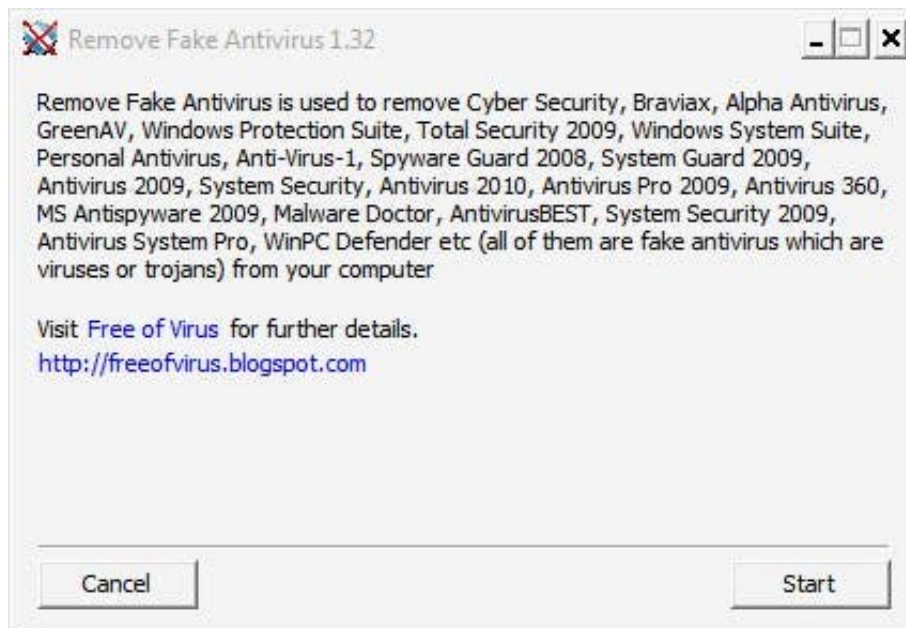 Remove Fake Antivirus 1.32
Remove Fake Antivirus is used to remove Cyber Security, Braviax, Alpha Antivirus,
GreenAV, Windows Protection Suite, Total Security 2009, Windows System Suite,
Personal Antivirus, Anti-Virus-1, Spyware Guard 2008, System Guard 2009,
Antivirus 2009, System Security, Antivirus 2010, Antivirus Pro 2009, Antivirus 360,
MS Antispyware 2009, Malware Doctor, AntivirusBEST, System Security 2009,
Antivirus System Pro, WinPC Defender etc (all of them are fake antivirus which are
viruses or trojans) from your computer
Visit Free of Virus for further details.
http://freeofvirus.blogspot.com
Cancel Start